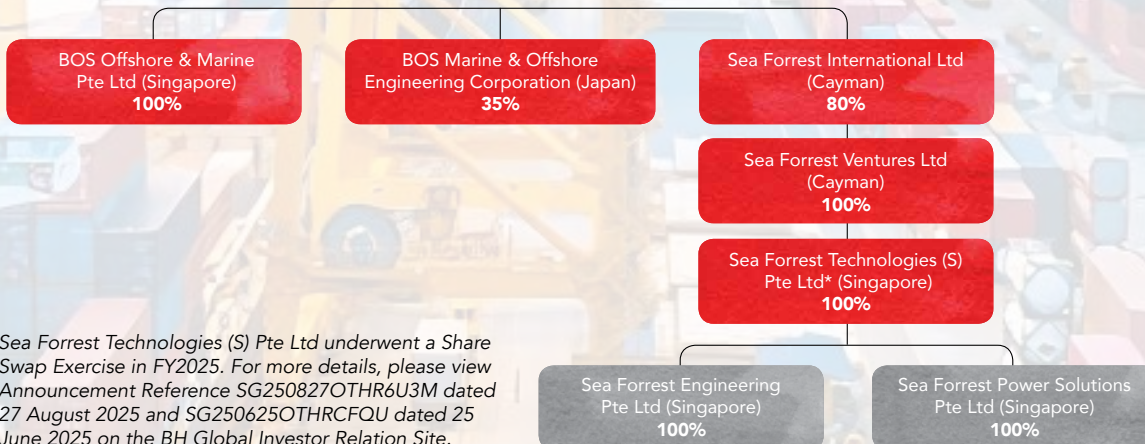 BOS Offshore & Marine
Pte Ltd (Singapore)
100%
BOS Marine & Offshore
Engineering Corporation (Japan)
35%
Sea Forrest International Ltd
(Cayman)
80%
Sea Forrest Ventures Ltd
(Cayman)
100%
Sea Forrest Technologies (S)
Pte Ltd* (Singapore)
100%
Sea Forrest Engineering
Pte Ltd (Singapore)
100%
Sea Forrest Power Solutions
Pte Ltd (Singapore)
100%
Sea Forrest Technologies (S) Pte Ltd underwent a Share
Swap Exercise in FY2025. For more details, please view
Announcement Reference SG250827OTHR6U3M dated
27 August 2025 and SG250625OTHRCFQU dated 25
June 2025 on the BH Global Investor Relation Site.